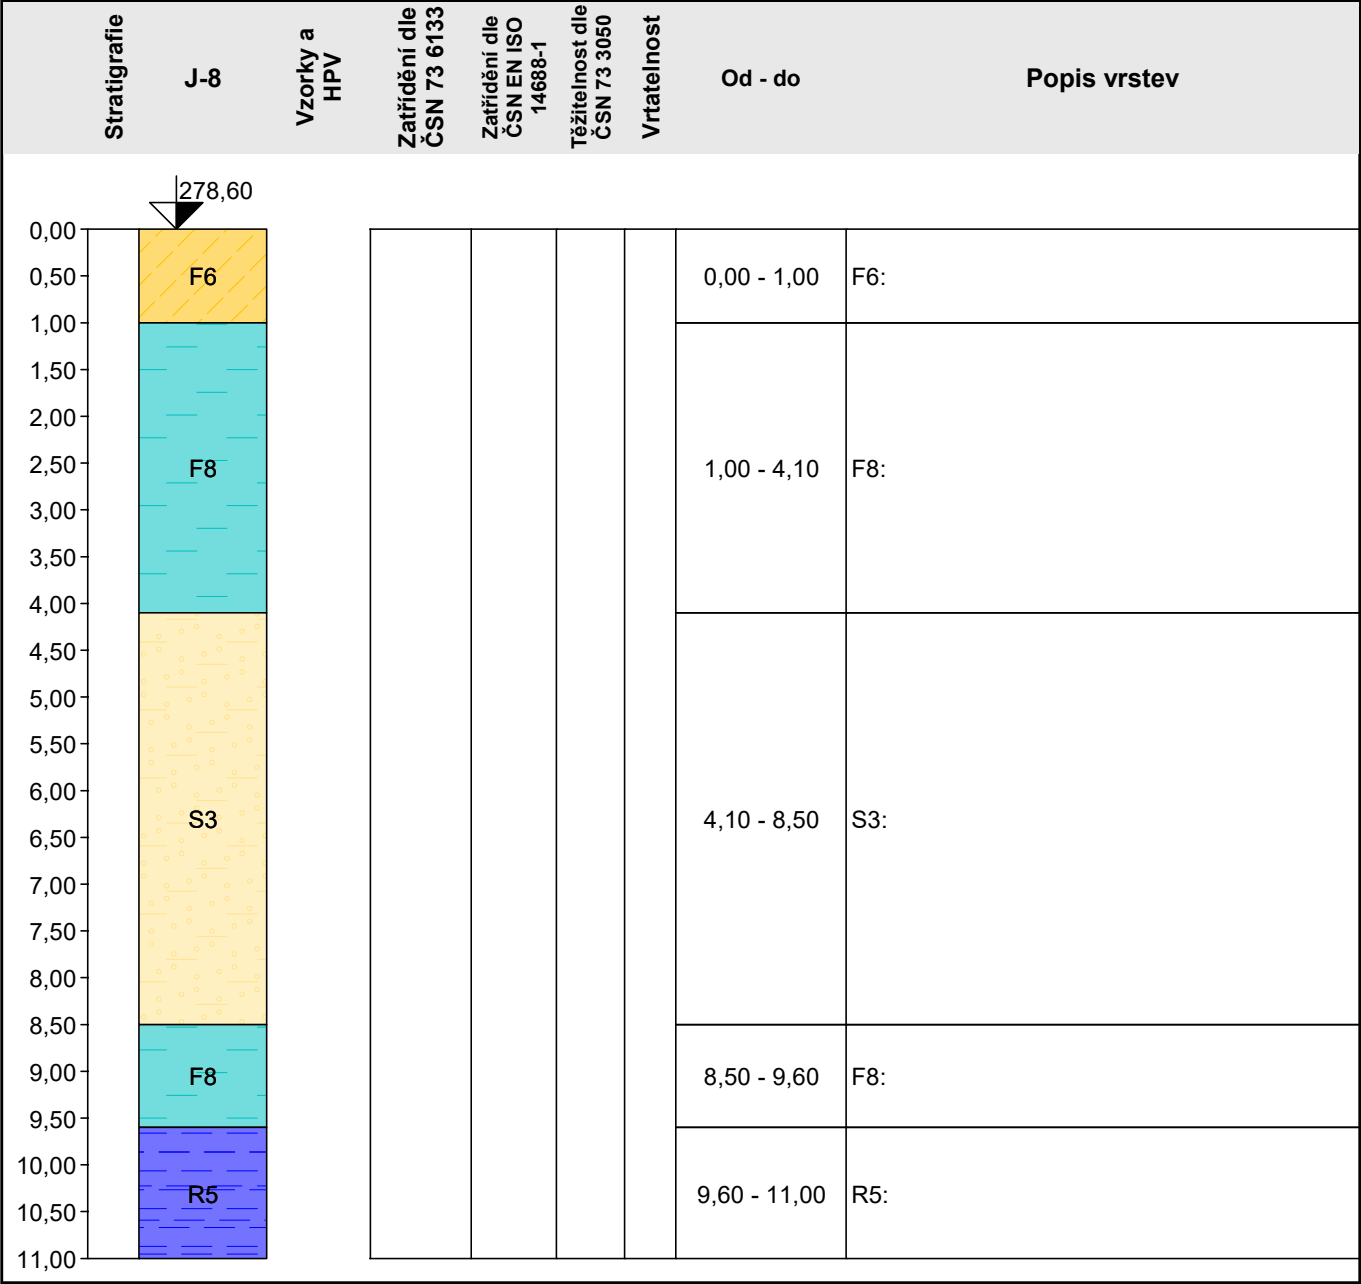 Stratigrafie
J-8
Vzorky a
HPV
Zatřídění dle
ČSN 73 6133
Zatřídění dle
ČSN EN ISO
14688-1
Těžitelnost dle
ČSN 73 3050
Vrtatelnost
Od - do
Popis vrstev
278,60
0,00
0,50
1,00
1,50
2,00
2,50
3,00
3,50
4,00
4,50
5,00
5,50
6,00
6,50
7,00
7,50
8,00
8,50
9,00
9,50
10,00
10,50
11,00
F6
0,00 - 1,00
F6:
F8
1,00 - 4,10
F8:
S3
4,10 - 8,50
S3:
F8
8,50 - 9,60
F8:
R5
9,60 - 11,00
R5: